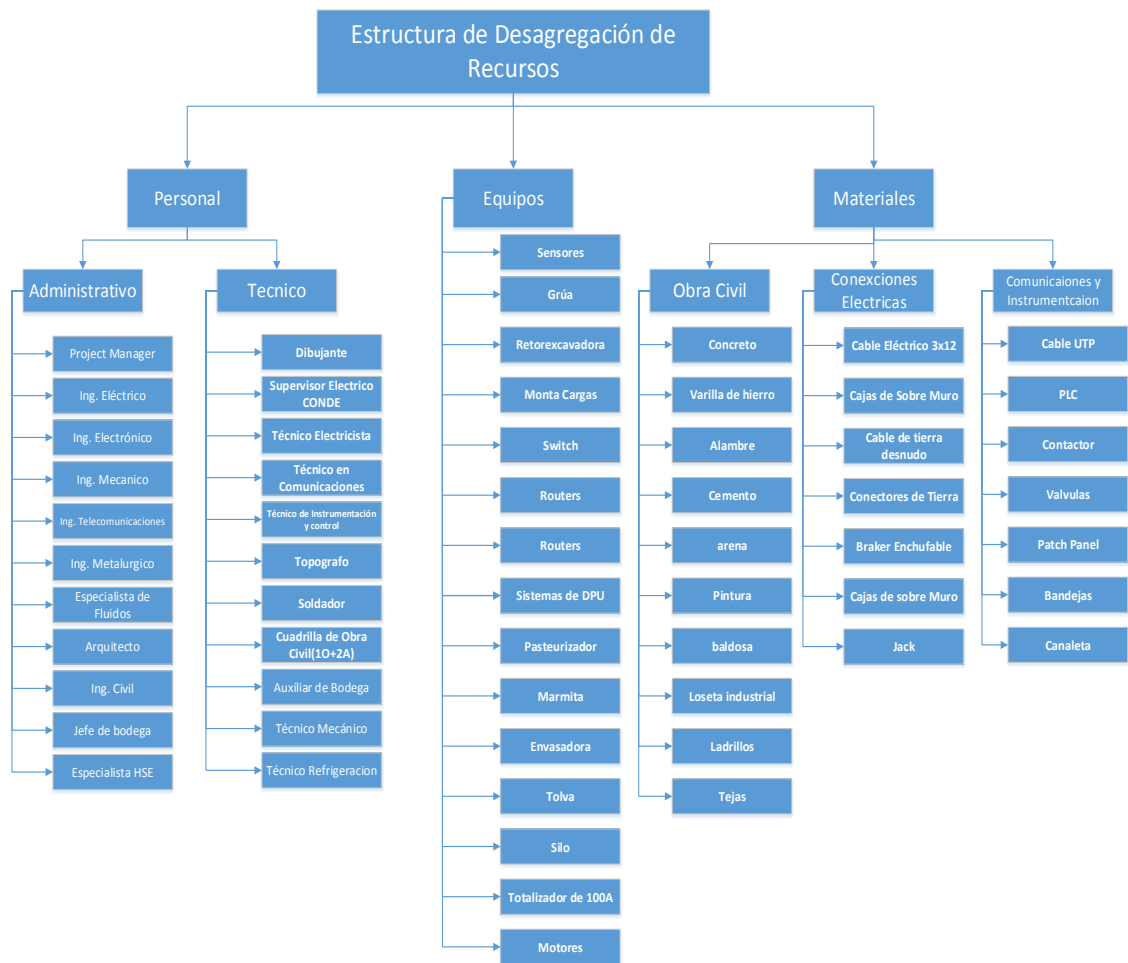 Estructura de Desagregación de
Recursos
Personal
Equipos
Materiales
Administrativo
Tecnico
Obra Civil
Conexciones
Electricas
Comunicaiones y
Instrumentcaion
Project Manager
Ing. Eléctrico
Ing. Electrónico
Ing. Mecanico
Ing. Telecomunicaciones
Ing. Metalurgico
Especialista de
Fluidos
Arquitecto
Ing. Civil
Jefe de bodega
Especialista HSE
Dibujante
Supervisor Electrico
CONDE
Técnico Electricista
Técnico en
Comunicaciones
Técnico de Instrumentación
y control
Topografo
Soldador
Cuadrilla de Obra
Civil(1O+2A)
Auxiliar de Bodega
Técnico Mecánico
Técnico Refrigeracion
Sensores
Grúa
Retorexcavadora
Monta Cargas
Switch
Routers
Routers
Sistemas de DPU
Pasteurizador
Marmita
Envasadora
Tolva
Silo
Totalizador de 100A
Motores
Concreto
Varilla de hierro
Alambre
Cemento
arena
Pintura
baldosa
Loseta industrial
Ladrillos
Tejas
Cable Eléctrico 3x12
Cajas de Sobre Muro
Cable de tierra
desnudo
Conectores de Tierra
Braker Enchufable
Cajas de sobre Muro
Jack
Cable UTP
PLC
Contactor
Valvulas
Patch Panel
Bandejas
Canaleta